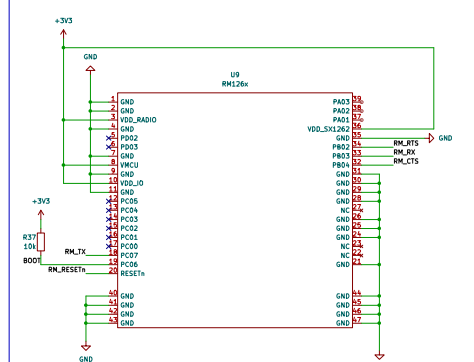 +3V3
GND
U9
RM126x
1 GND PA03 39
2 GND PA02 38
3 VDD_RADIO PA01 37
4 GND VDD_SX1262 36
5 PD02 GND 35 GND
6 PD03 PB02 34 RM_RTS
7 GND PB03 33 RM_RX
8 VMCU PB04 32 RM_CTS
9 GND GND 31
10 VDD_IO GND 30
11 GND GND 29
12 PC05 GND 28
13 PC04 NC 27
14 PC03 GND 26
15 PC02 GND 25
16 PC01 GND 24
17 PC00 NC 23
RM_TX 18 PC07 NC 22
19 PC06 GND 21
RM_RESETn 20 RESETn
+3V3
R37
10k
BOOT
40 GND GND 44
41 GND GND 45
42 GND GND 46
43 GND GND 47
GND